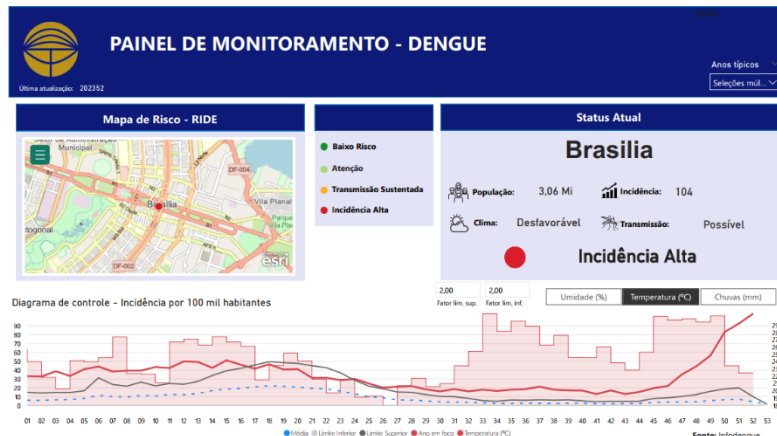 PAINEL DE MONITORAMENTO - DENGUE
Última atualização: 202352
Anos típicos
Seleções múl...
Mapa de Risco - RIDE
Municipal
DF-004
Vila Planal
Brasília
DF-002
esri
Baixo Risco
Atenção
Transmissão Sustentada
Incidência Alta
Status Atual
Brasilia
População: 3,06 Mi Incidência: 104
Clima: Desfavorável Transmissão: Possível
Incidência Alta
Diagrama de controle - Incidência por 100 mil habitantes
2,00 2,00
Fator lim. sup. Fator lim. inf.
Umidade (%) Temperatura (ºC) Chuvas (mm)
90
80
70
60
50
40
30
20
10
0
01 02 03 04 05 06 07 08 09 10 11 12 13 14 15 16 17 18 19 20 21 22 23 24 25 26 27 28 29 30 31 32 33 34 35 36 37 38 39 40 41 42 43 44 45 46 47 48 49 50 51 52 53
Média Limite Inferior Limite Superior Ano em foco Temperatura (ºC)